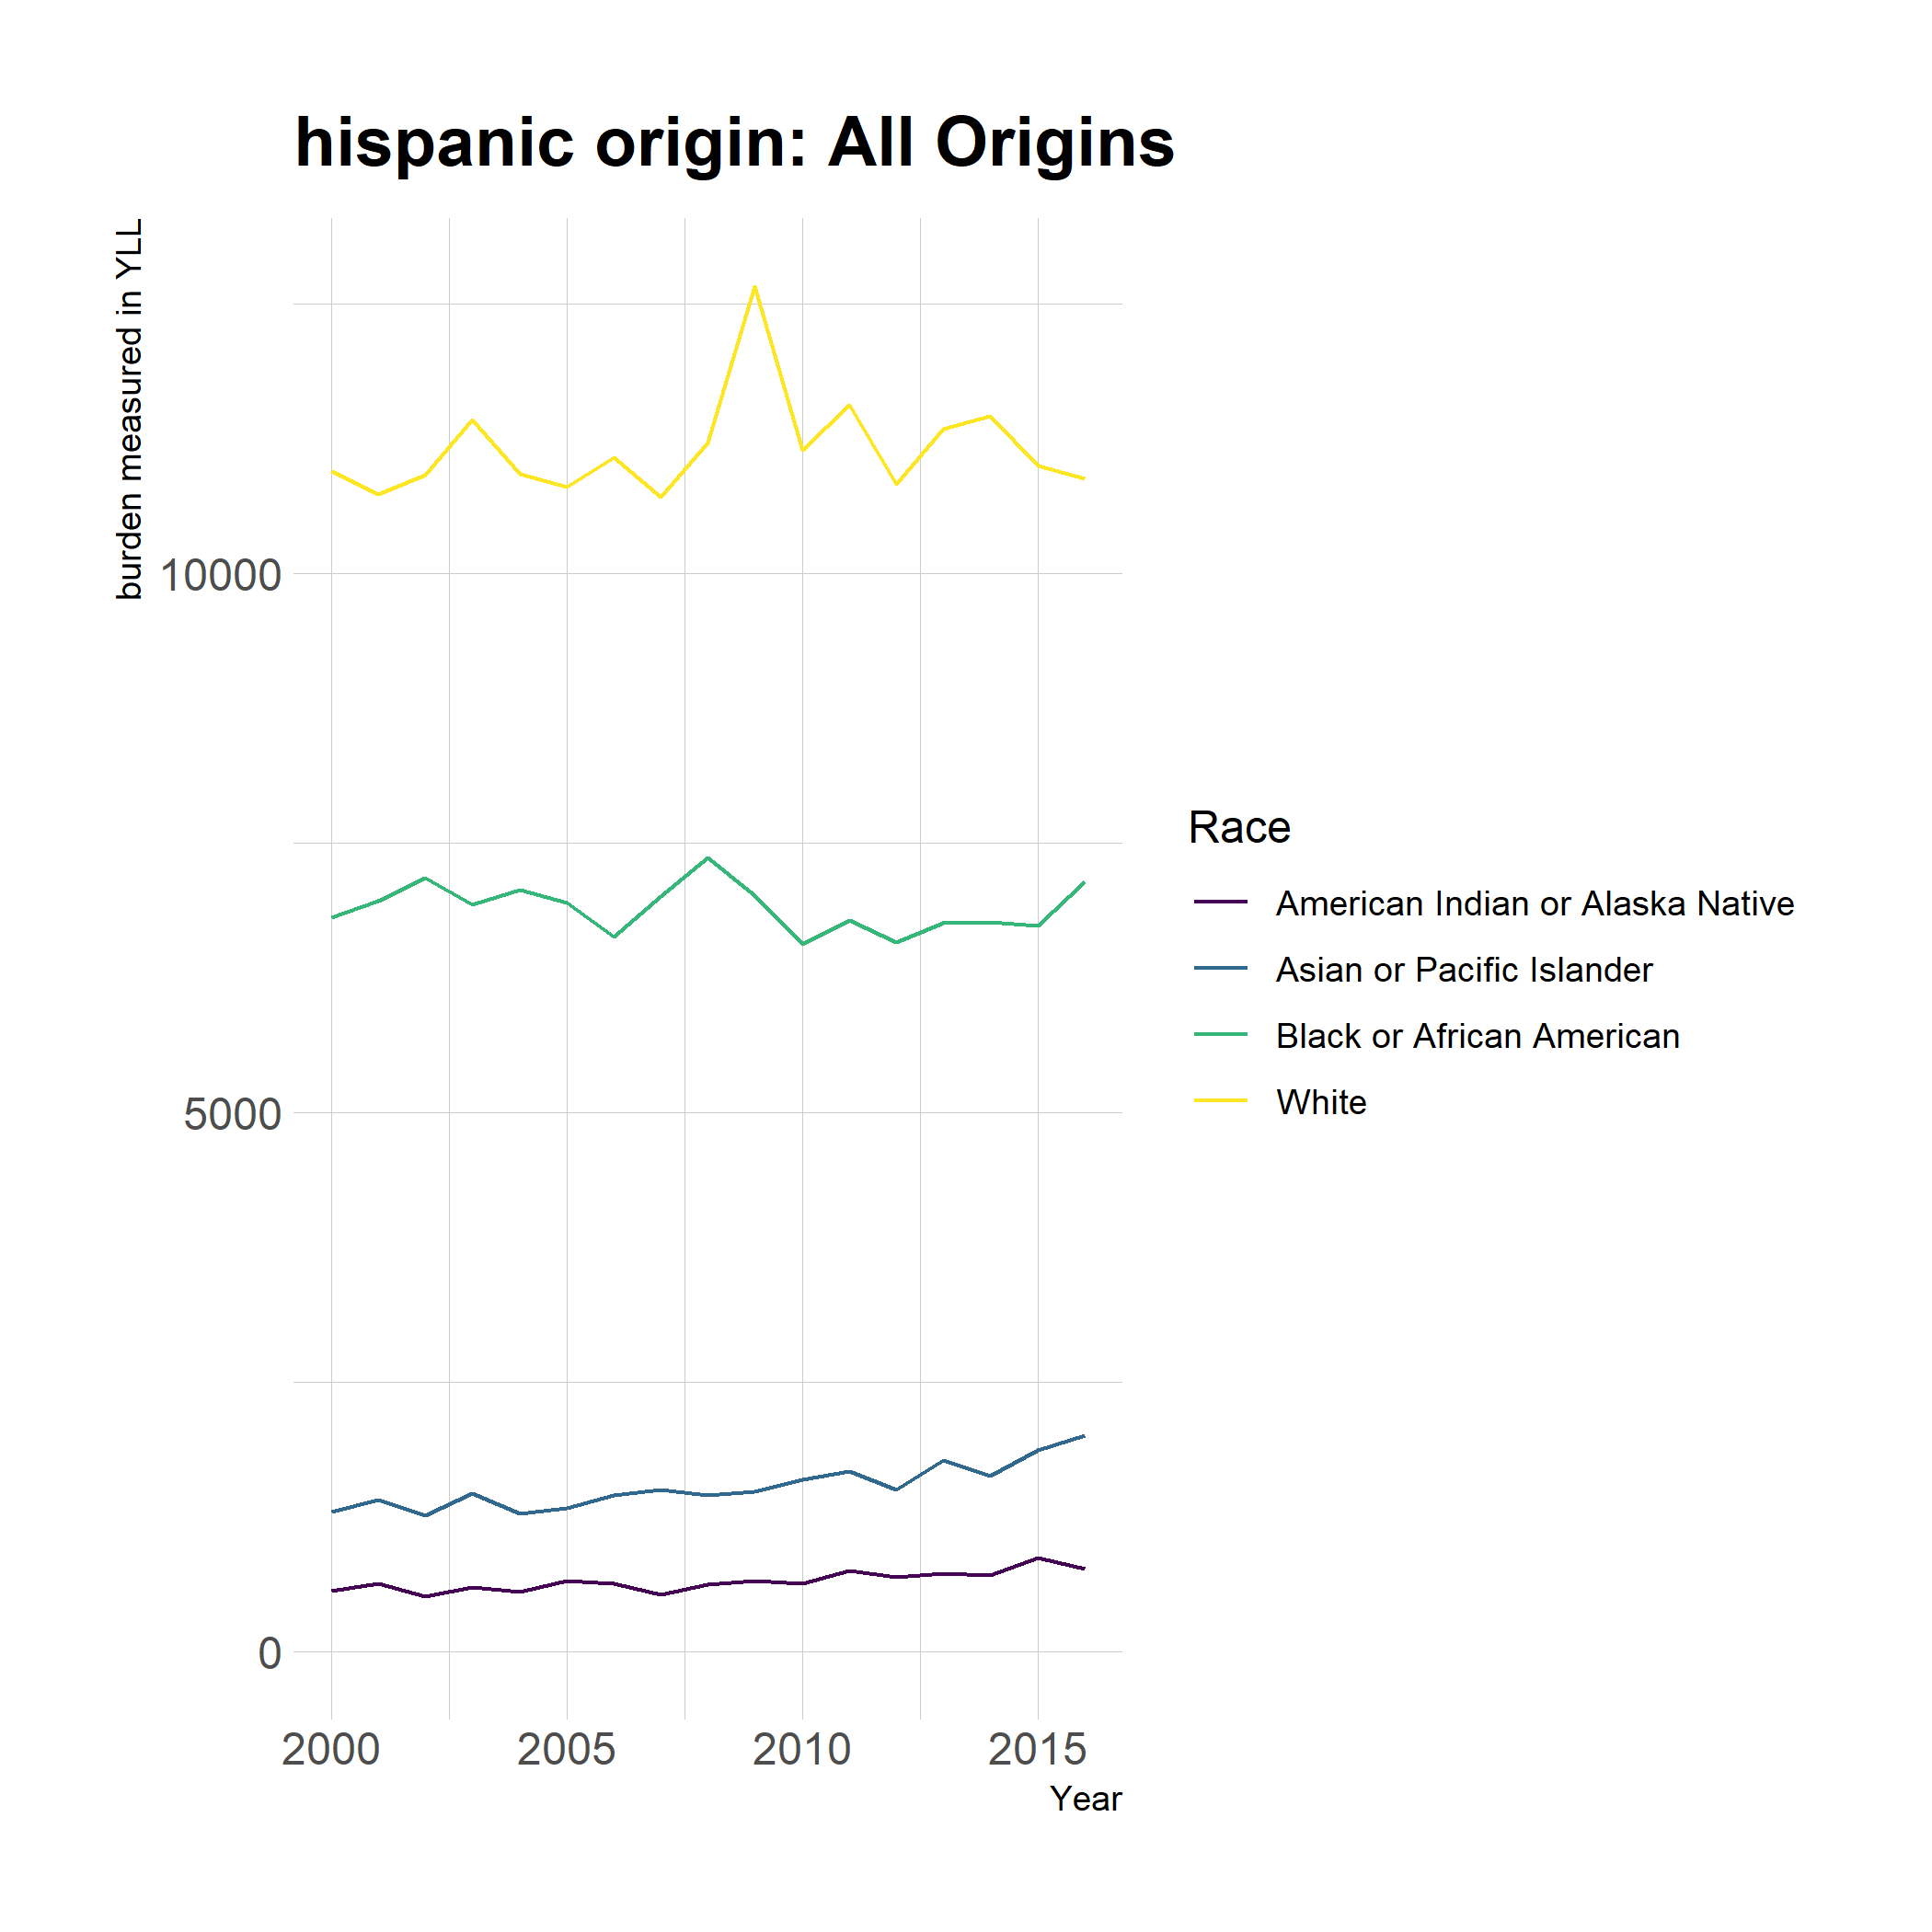 hispanic origin: All Origins
burden measured in YLL
10000
5000
0
2000 2005 2010 2015
Year
Race
American Indian or Alaska Native
Asian or Pacific Islander
Black or African American
White